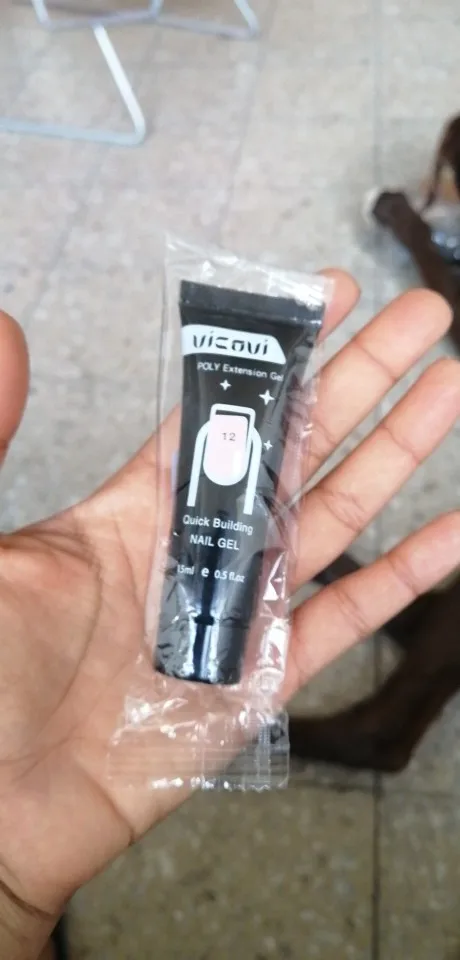 vicovi
POLY Extension Gel
12
Quick Building
NAIL GEL
15ml e 0.5 fl.oz